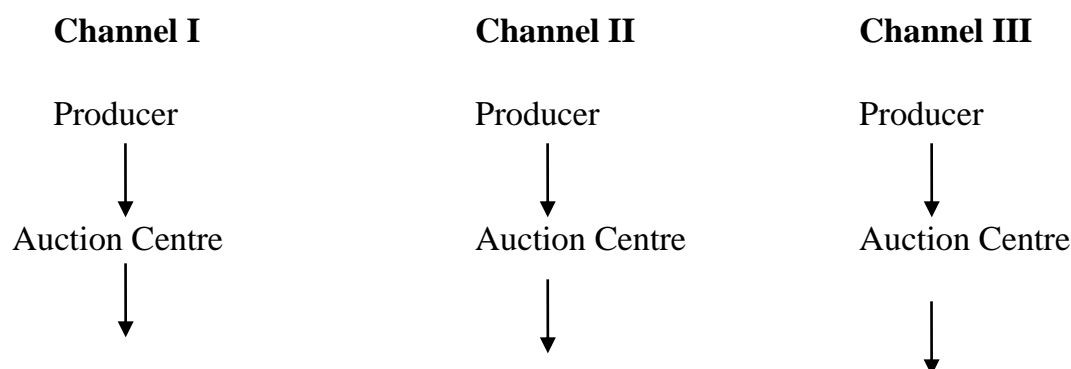 Channel I Channel II Channel III
Producer Producer Producer
Auction Centre Auction Centre Auction Centre